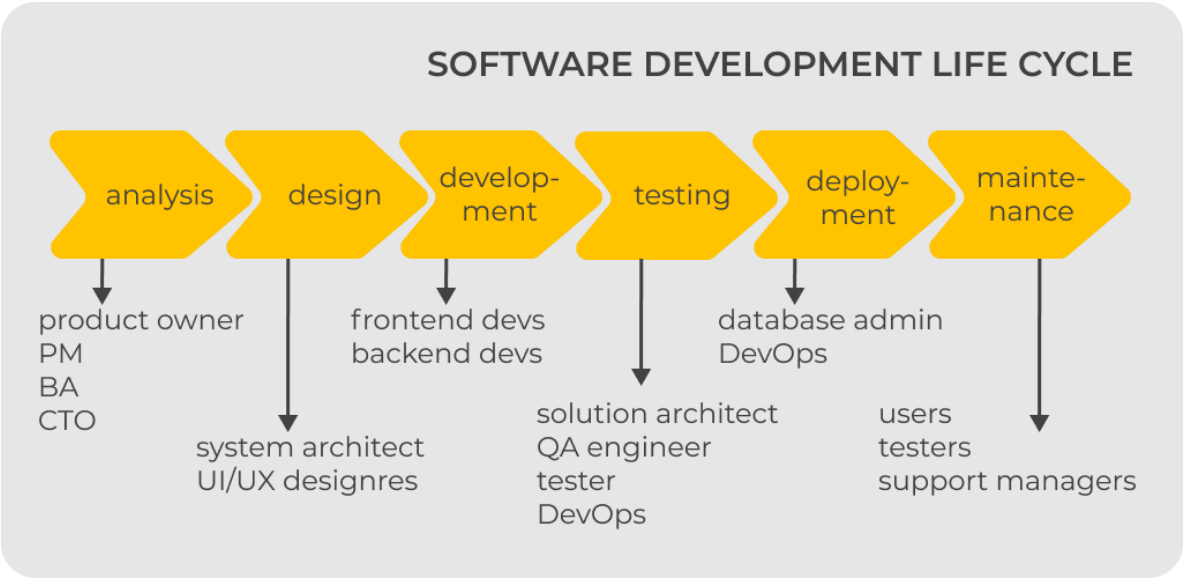 SOFTWARE DEVELOPMENT LIFE CYCLE
analysis
design
develop-
ment
testing
deploy-
ment
mainte-
nance
product owner
PM
BA
CTO
system architect
UI/UX designres
frontend devs
backend devs
solution architect
QA engineer
tester
DevOps
database admin
DevOps
users
testers
support managers